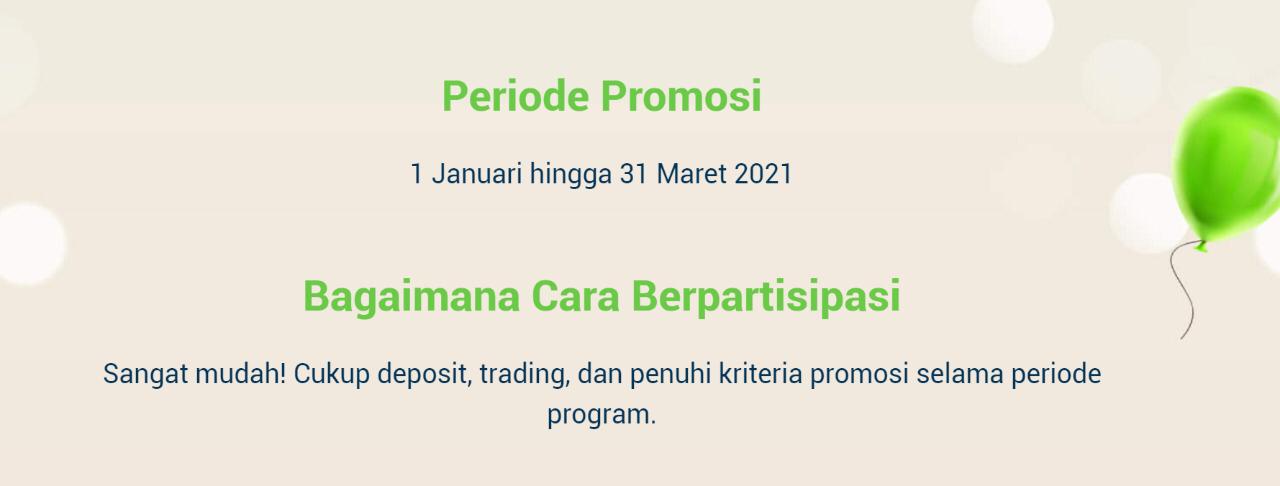 Periode Promosi
1 Januari hingga 31 Maret 2021
Bagaimana Cara Berpartisipasi
Sangat mudah! Cukup deposit, trading, dan penuhi kriteria promosi selama periode
program.